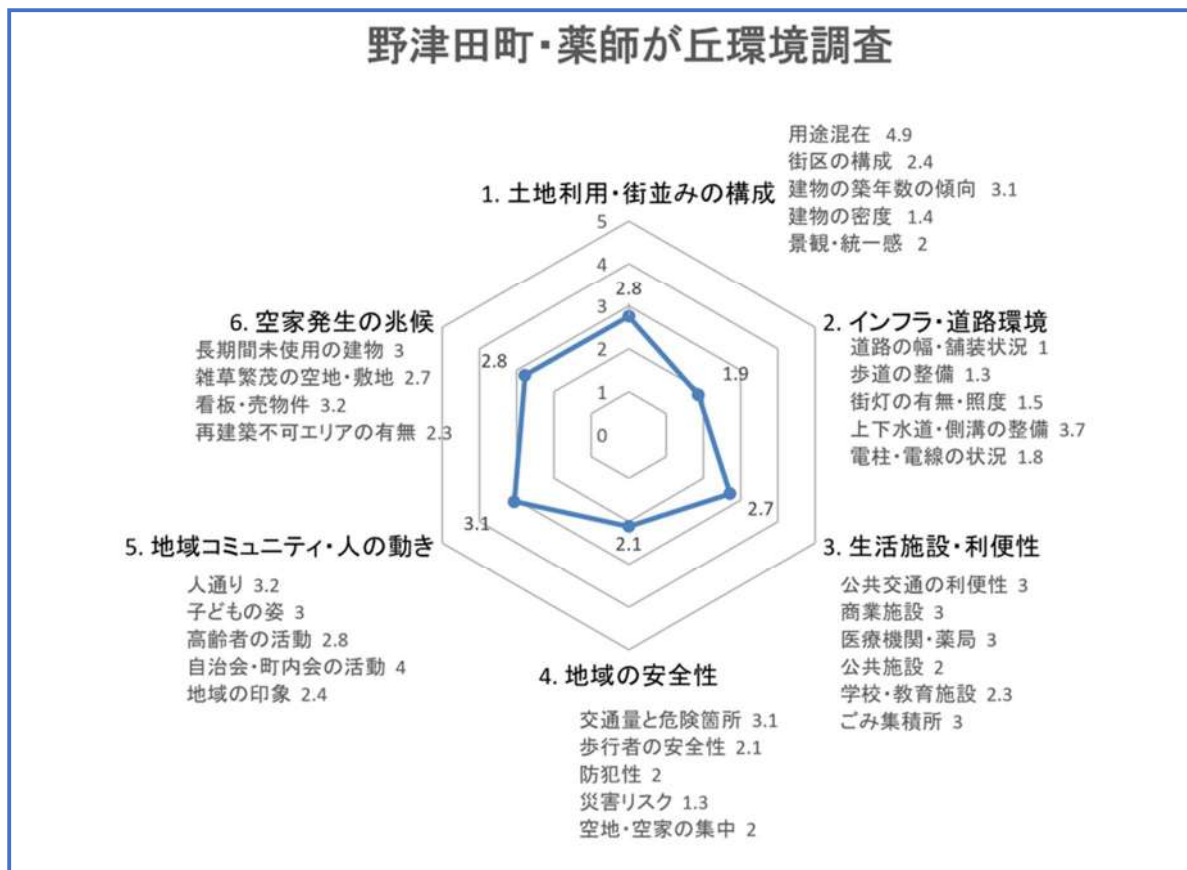 野津田町・薬師が丘環境調査
1. 土地利用・街並みの構成
用途混在 4.9
街区の構成 2.4
建物の築年数の傾向 3.1
建物の密度 1.4
景観・統一感 2
2. インフラ・道路環境
道路の幅・舗装状況 1
歩道の整備 1.3
街灯の有無・照度 1.5
上下水道・側溝の整備 3.7
電柱・電線の状況 1.8
3. 生活施設・利便性
公共交通の利便性 3
商業施設 3
医療機関・薬局 3
公共施設 2
学校・教育施設 2.3
ごみ集積所 3
4. 地域の安全性
交通量と危険箇所 3.1
歩行者の安全性 2.1
防犯性 2
災害リスク 1.3
空地・空家の集中 2
5. 地域コミュニティ・人の動き
人通り 3.2
子どもの姿 3
高齢者の活動 2.8
自治会・町内会の活動 4
地域の印象 2.4
6. 空家発生の兆候
長期間未使用の建物 3
雑草繁茂の空地・敷地 2.7
看板・売物件 3.2
再建築不可エリアの有無 2.3
5
4
3
2
1
0
2.8
1.9
2.7
2.1
3.1
2.8